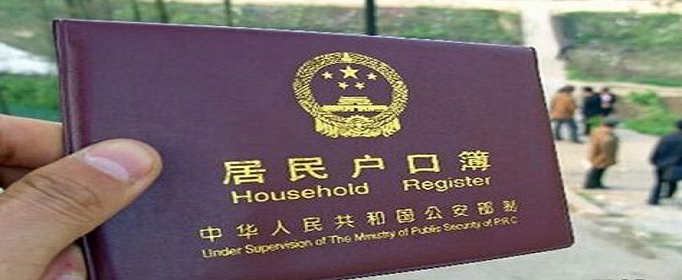 居民户口簿
Household Register
中华人民共和国公安部制
Under Supervision of The Ministry of Public Security of P.R.C